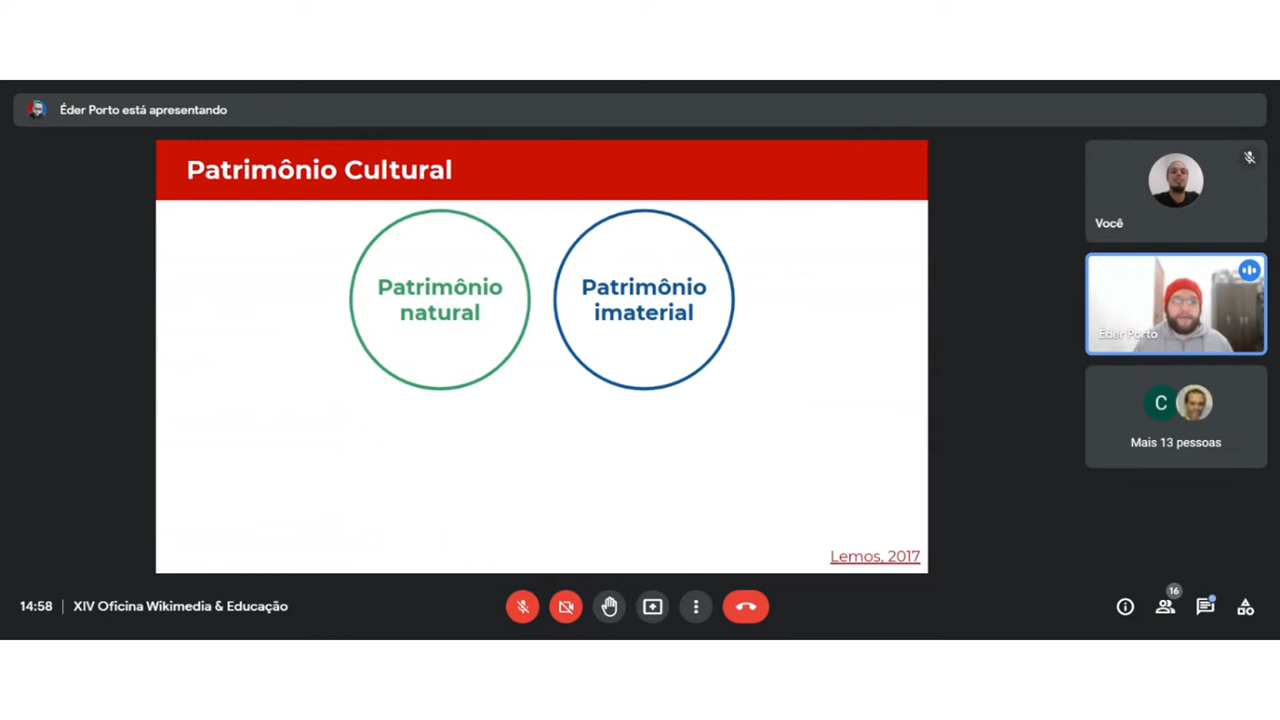 Éder Porto está apresentando
Patrimônio Cultural
Patrimônio
natural
Patrimônio
imaterial
Lemos, 2017
Você
Éder Porto
C
Mais 13 pessoas
14:58 | XIV Oficina Wikimedia & Educação
16